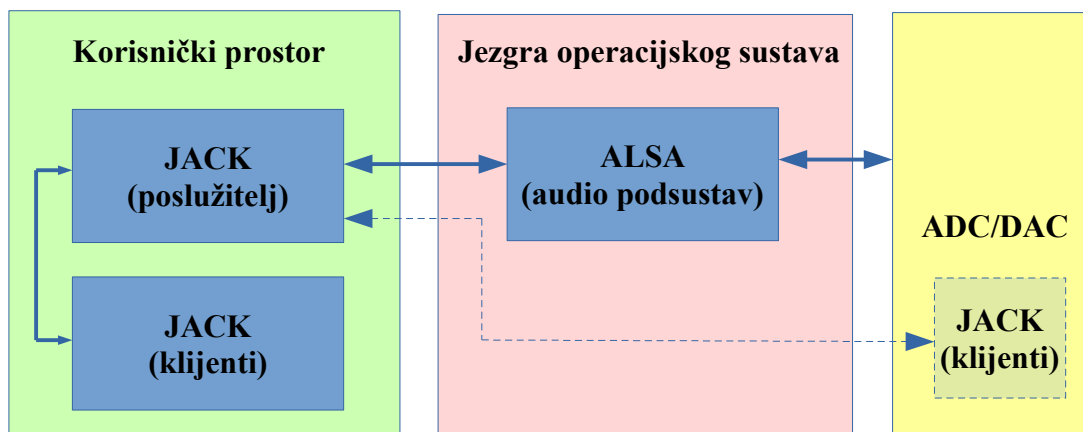 Korisnički prostor
JACK
(poslužitelj)
JACK
(klijenti)
Jezgra operacijskog sustava
ALSA
(audio podsustav)
ADC/DAC
JACK
(klijenti)